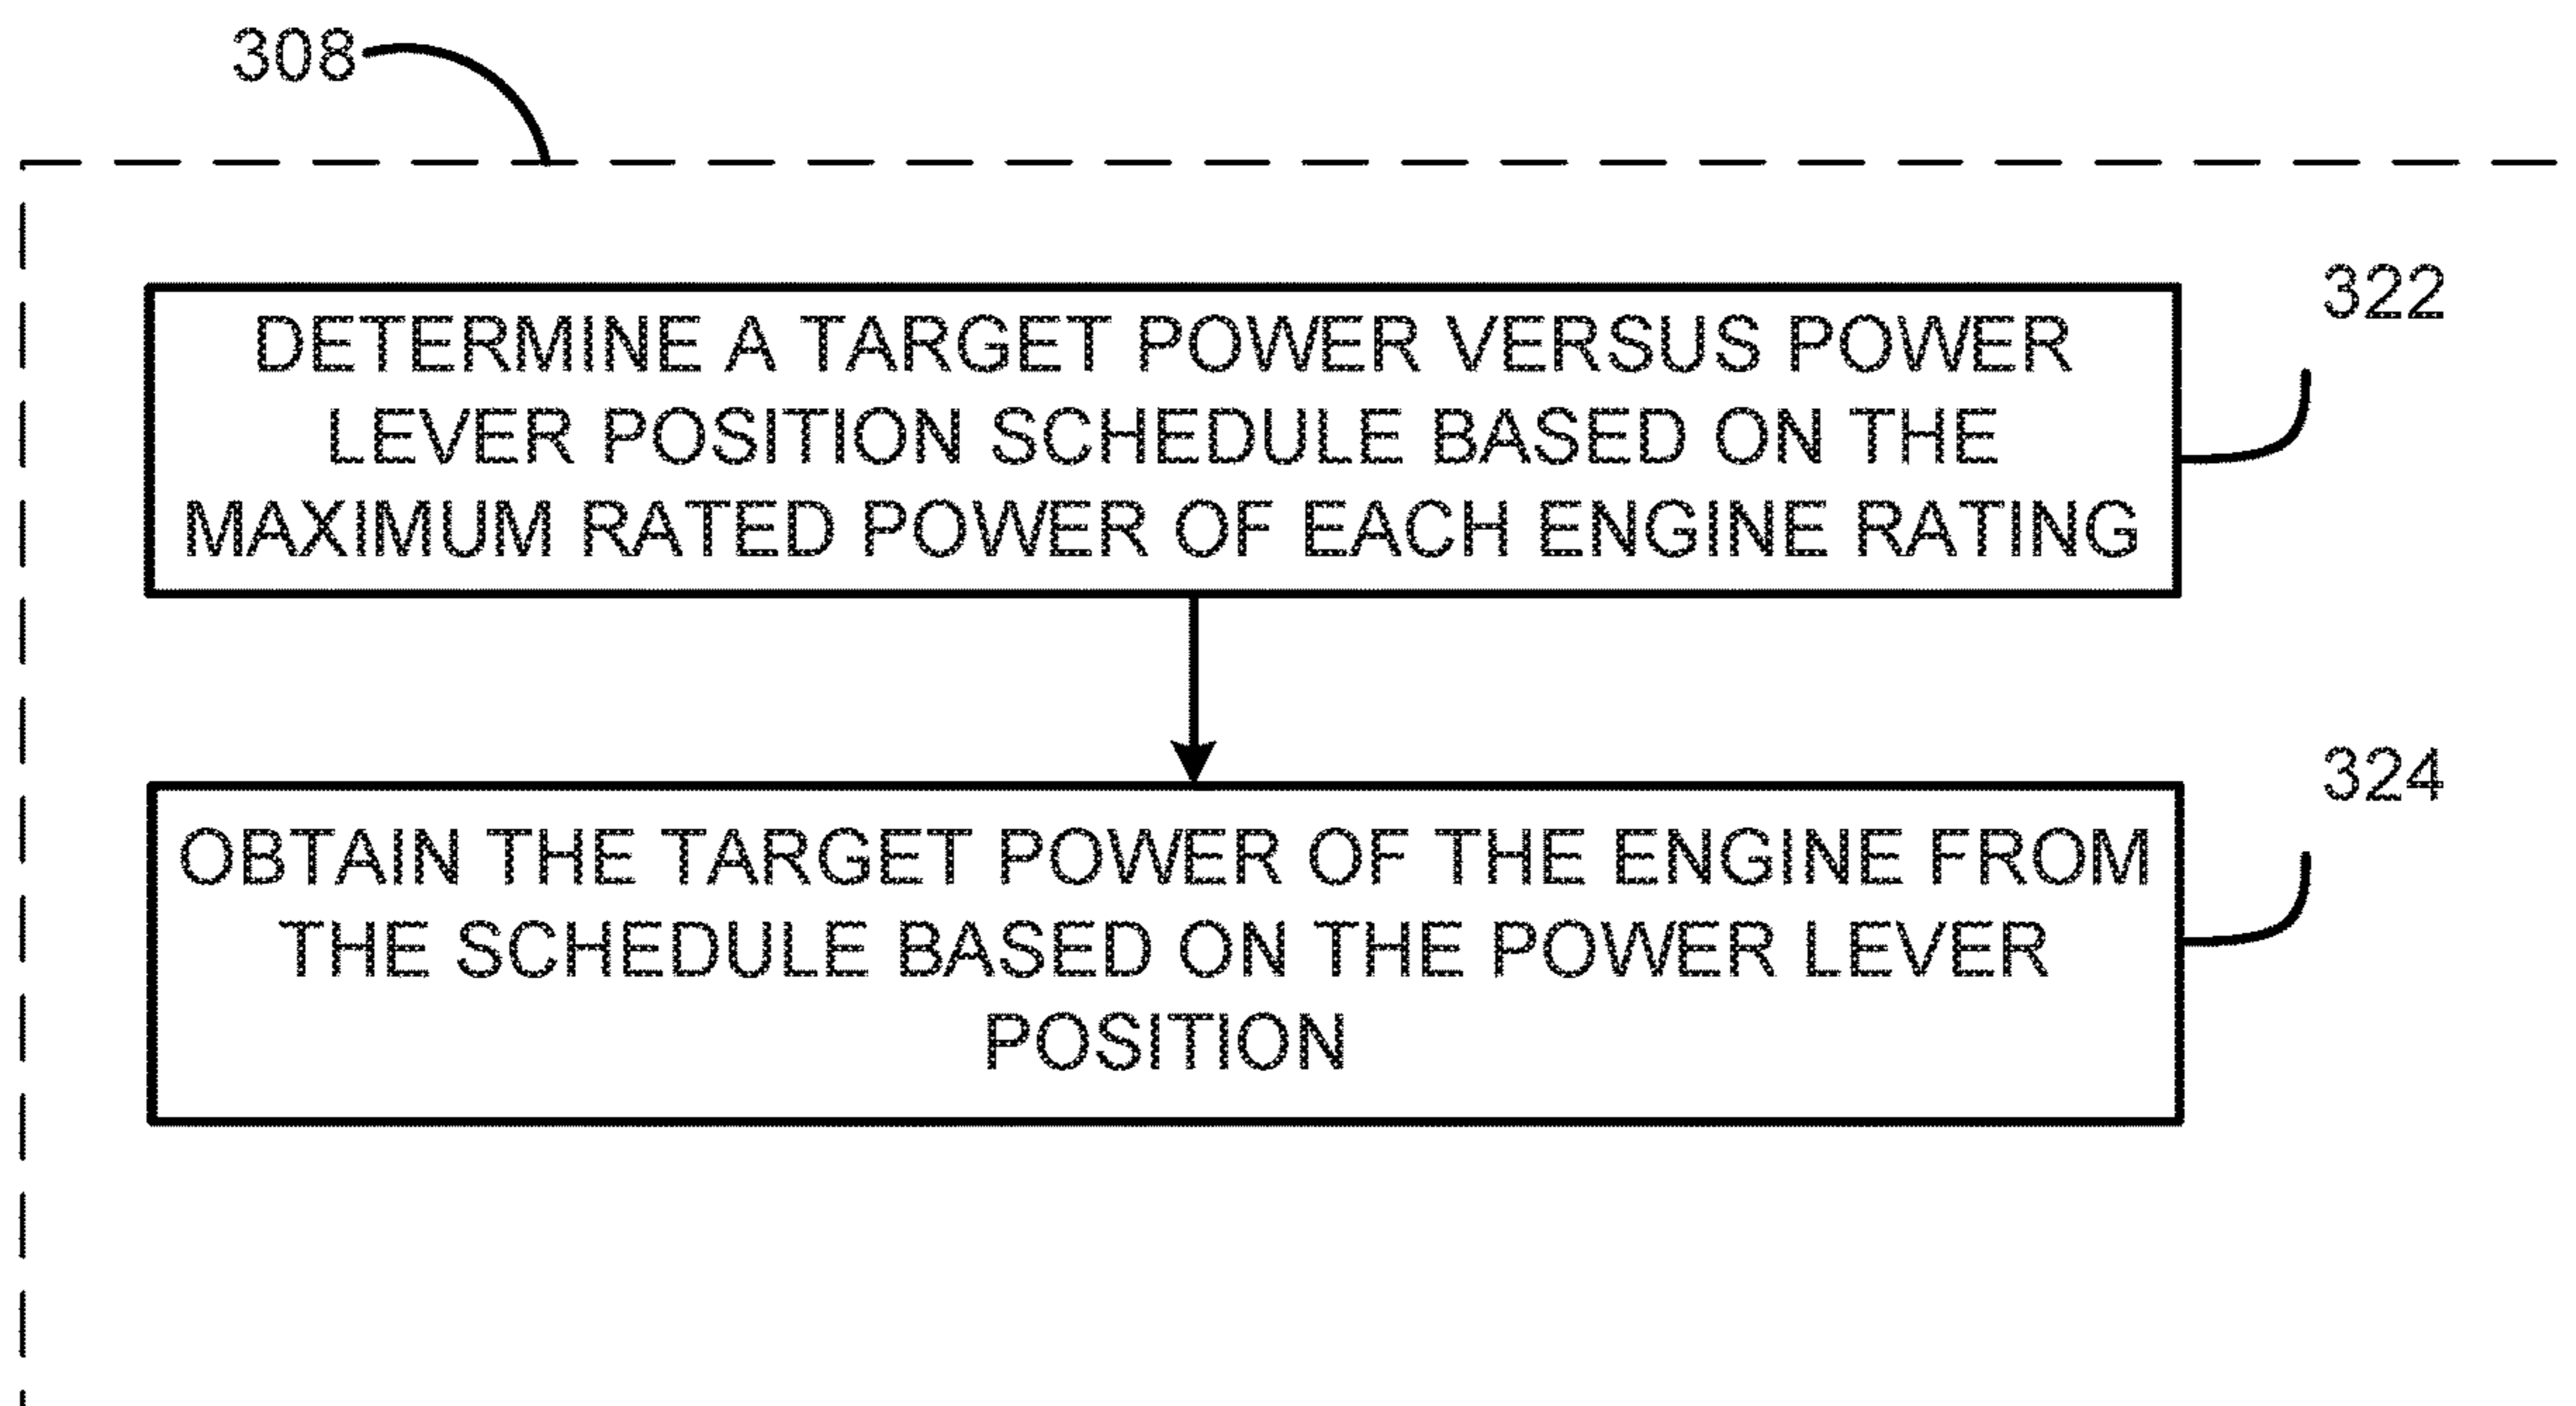 308
322
DETERMINE A TARGET POWER VERSUS POWER
LEVER POSITION SCHEDULE BASED ON THE
MAXIMUM RATED POWER OF EACH ENGINE RATING
324
OBTAIN THE TARGET POWER OF THE ENGINE FROM
THE SCHEDULE BASED ON THE POWER LEVER
POSITION